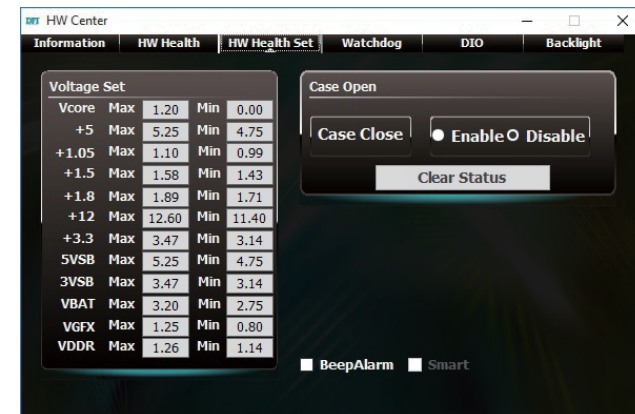 DFI HW Center
Information HW Health HW Health Set Watchdog DIO Backlight
Voltage Set
Vcore Max 1.20 Min 0.00
+5 Max 5.25 Min 4.75
+1.05 Max 1.10 Min 0.99
+1.5 Max 1.58 Min 1.43
+1.8 Max 1.89 Min 1.71
+12 Max 12.60 Min 11.40
+3.3 Max 3.47 Min 3.14
5VSB Max 5.25 Min 4.75
3VSB Max 3.47 Min 3.14
VBAT Max 3.20 Min 2.75
VGFX Max 1.25 Min 0.80
VDDR Max 1.26 Min 1.14
Case Open
Case Close Enable Disable
Clear Status
BeepAlarm Smart